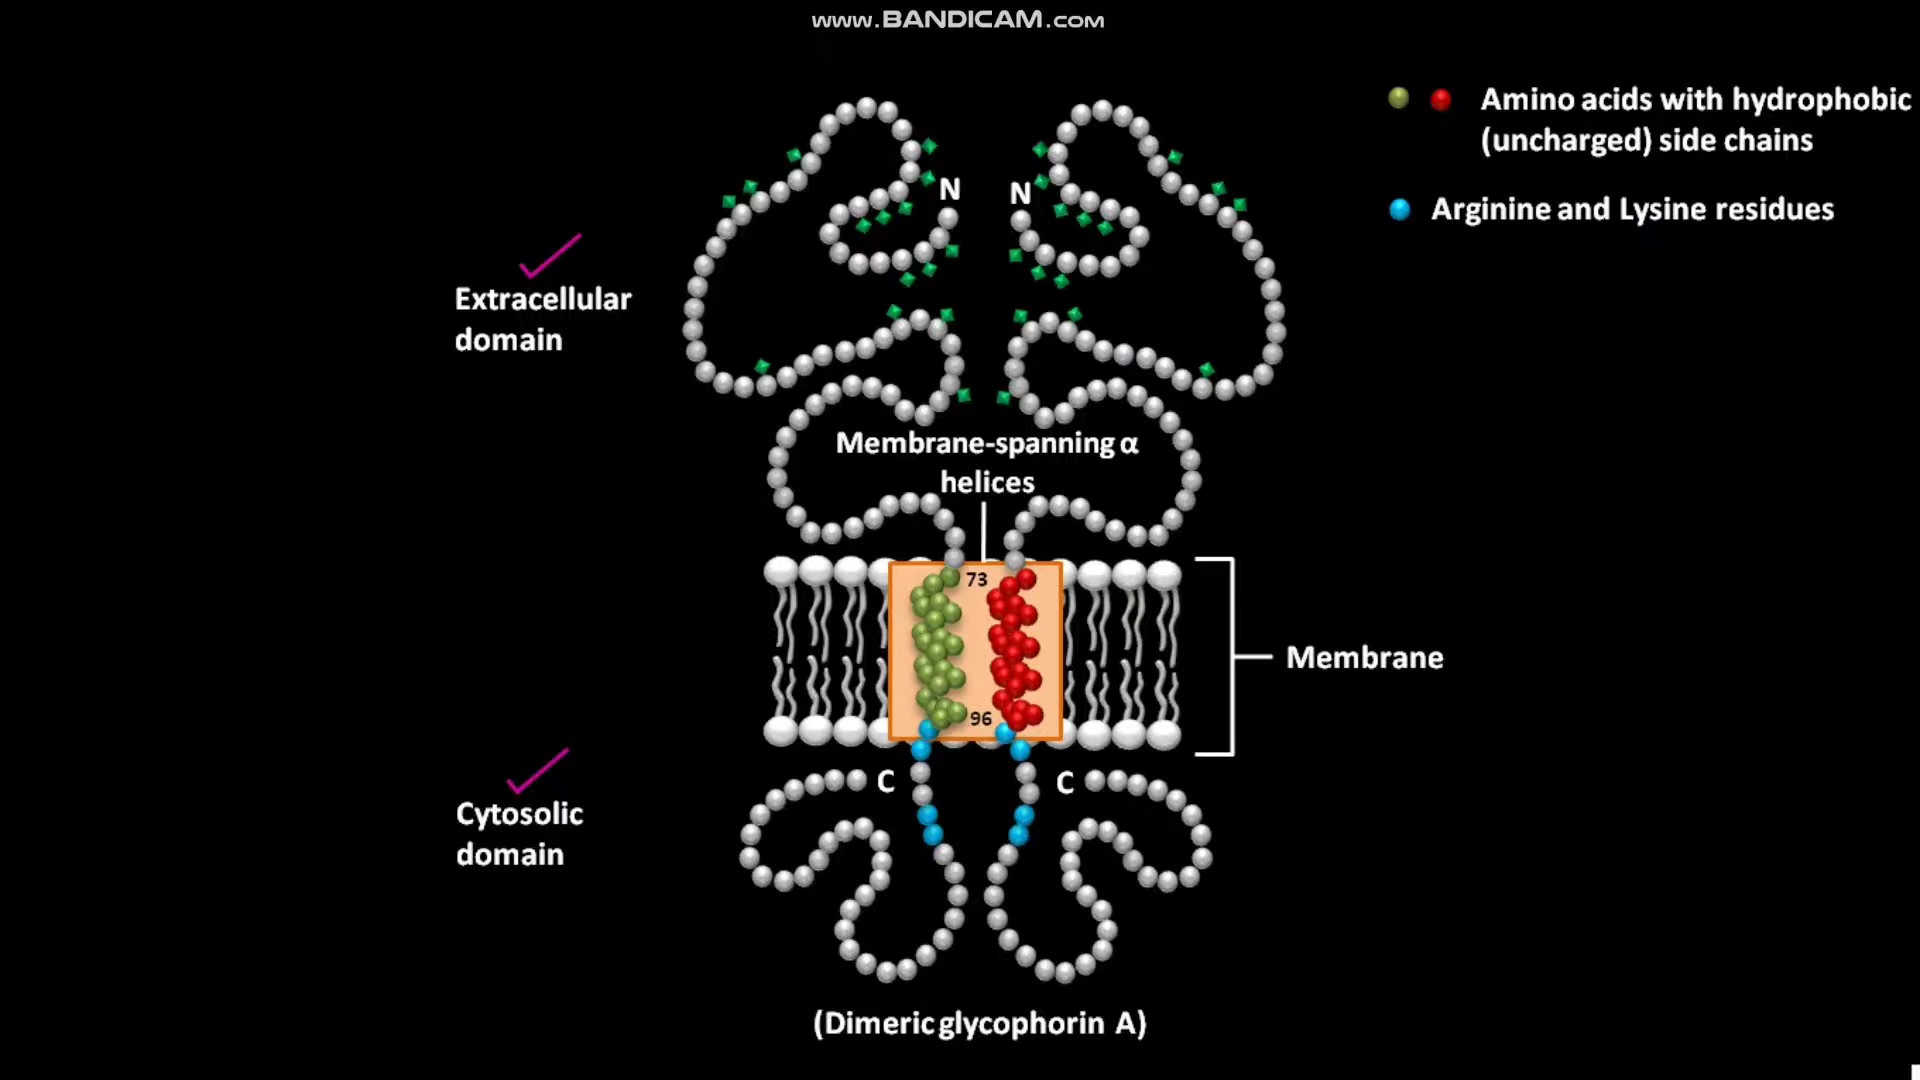 www.BANDICAM.com
Amino acids with hydrophobic
(uncharged) side chains
Arginine and Lysine residues
N
N
Extracellular
domain
Membrane-spanning α
helices
73
Membrane
96
C
C
Cytosolic
domain
(Dimeric glycophorin A)